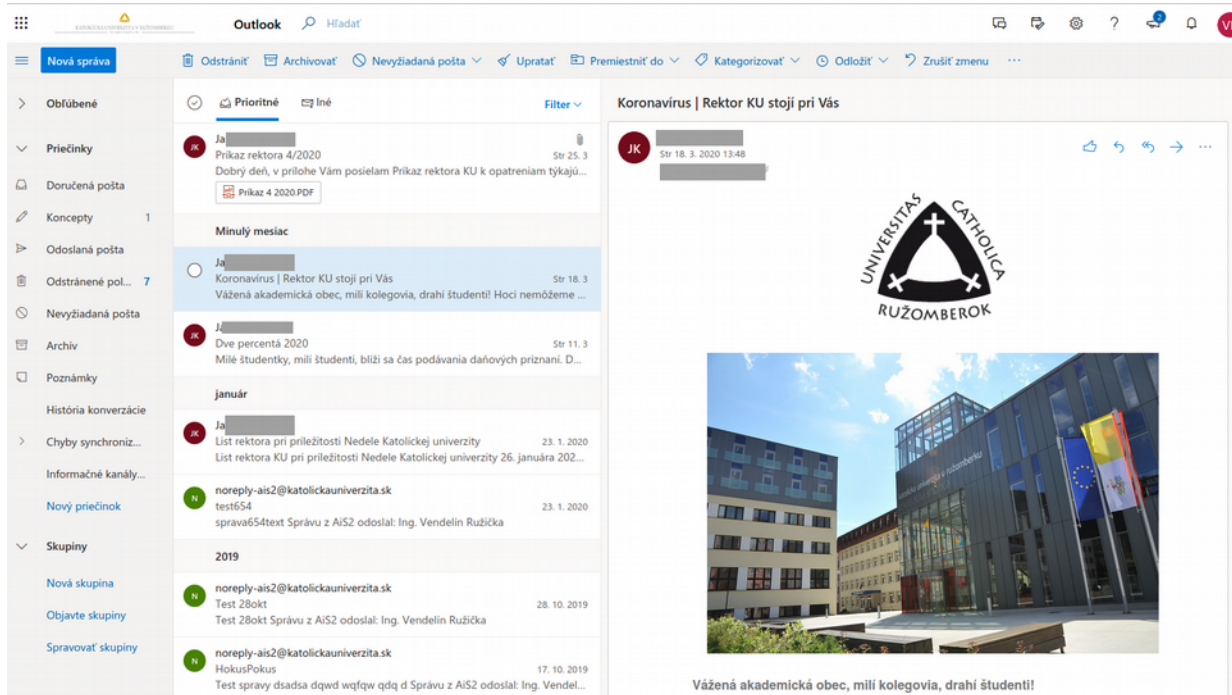 Outlook
Hľadať
2
Nová správa
Odstrániť
Archivovať
Nevyžiadaná pošta
Upratať
Premiestniť do
Kategorizovať
Odložiť
Zrušiť zmenu
Obľúbené
Priečinky
Doručená pošta
Koncepty 1
Odoslaná pošta
Odstránené pol... 7
Nevyžiadaná pošta
Archív
Poznámky
História konverzácie
Chyby synchroniz...
Informačné kanály...
Nový priečinok
Skupiny
Nová skupina
Objavte skupiny
Spravovať skupiny
Prioritné
Iné
Filter
JK
Ja
Príkaz rektora 4/2020 Str 25. 3
Dobrý deň, v prílohe Vám posielam Príkaz rektora KU k opatreniam týkajú...
Príkaz 4 2020.PDF
Minulý mesiac
Ja
Koronavírus | Rektor KU stojí pri Vás Str 18. 3
Vážená akademická obec, milí kolegovia, drahí študenti! Hoci nemôžeme ...
JK
Dve percentá 2020 Str 11. 3
Milé študentky, milí študenti, blíži sa čas podávania daňových priznaní. D...
január
JK
Ja
List rektora pri príležitosti Nedele Katolíckej univerzity 23. 1. 2020
List rektora KU pri príležitosti Nedele Katolíckej univerzity 26. januára 202...
N
noreply-ais2@katolickauniverzita.sk
test654 23. 1. 2020
sprava654text Správu z AiS2 odoslal: Ing. Vendelín Ružička
2019
N
noreply-ais2@katolickauniverzita.sk
Test 28okt 28. 10. 2019
Test 28okt Správu z AiS2 odoslal: Ing. Vendelín Ružička
N
noreply-ais2@katolickauniverzita.sk
HokusPokus 17. 10. 2019
Test spravy dsadsa dqwd wqfqw qdq d Správu z AiS2 odoslal: Ing. Vendel...
Koronavírus | Rektor KU stojí pri Vás
JK
Str 18. 3. 2020 13:48
UNIVERSITAS CATHOLICA
RUŽOMBEROK
katolícka univerzita v ružomberku
Vážená akademická obec, milí kolegovia, drahí študenti!